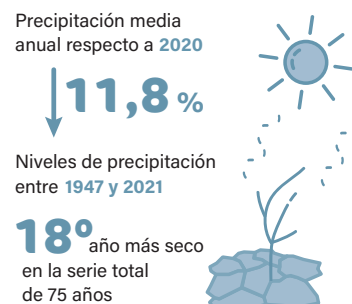 Precipitación media
anual respecto a 2020
11,8 %
Niveles de precipitación
entre 1947 y 2021
18º año más seco
en la serie total
de 75 años